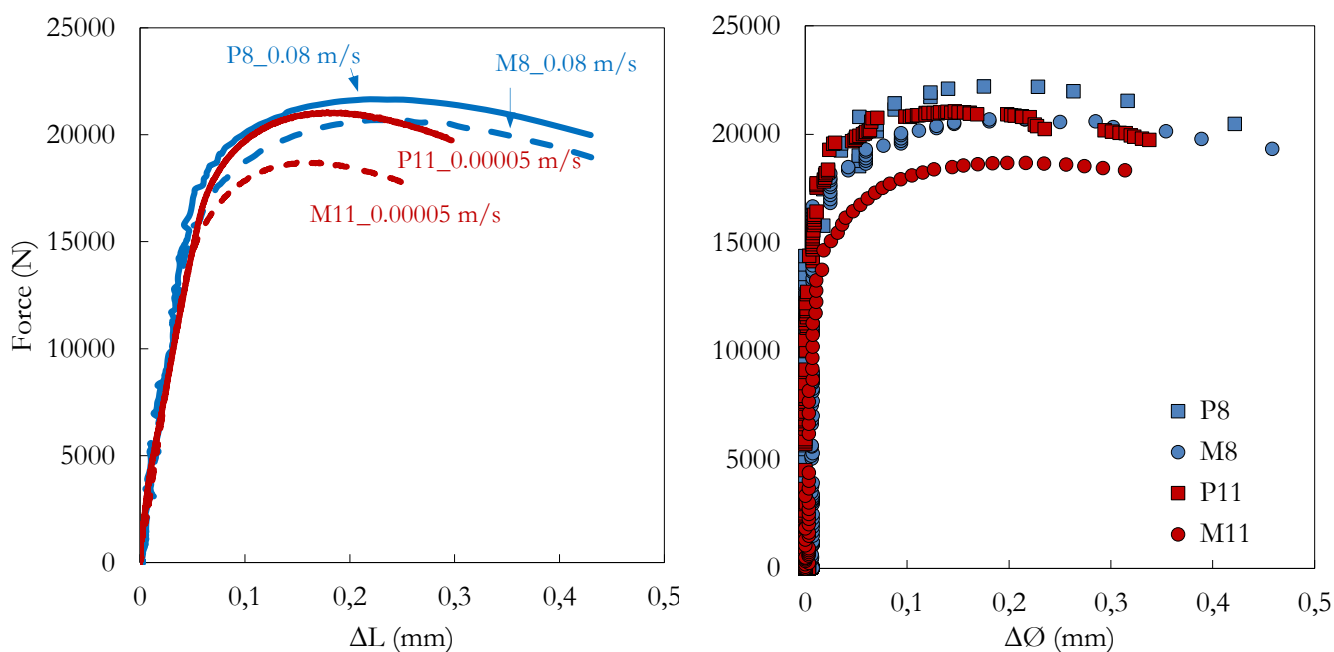 25000
20000
15000
10000
5000
0
Force (N)
P8_0.08 m/s
M8_0.08 m/s
P11_0.00005 m/s
M11_0.00005 m/s
0
0,1
0,2
0,3
0,4
0,5
ΔL (mm)
25000
20000
15000
10000
5000
0
P8
M8
P11
M11
0
0,1
0,2
0,3
0,4
0,5
ΔØ (mm)